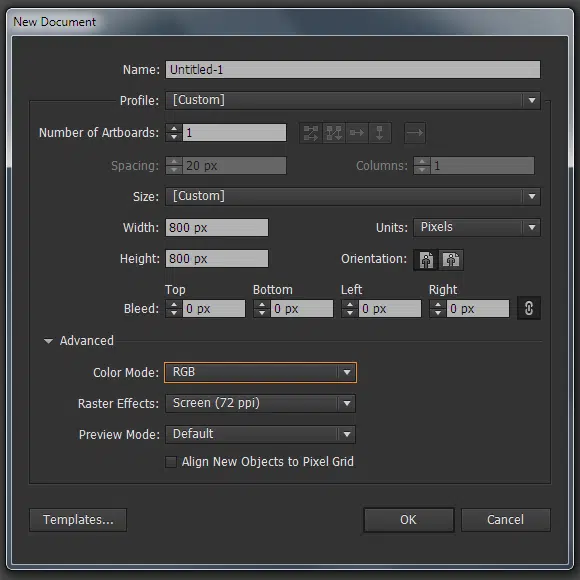 New Document
Name: Untitled-1
Profile: [Custom]
Number of Artboards: 1
Spacing: 20 px Columns: 1
Size: [Custom]
Width: 800 px Units: Pixels
Height: 800 px Orientation:
Top Bottom Left Right
Bleed: 0 px 0 px 0 px 0 px
Advanced
Color Mode: RGB
Raster Effects: Screen (72 ppi)
Preview Mode: Default
Align New Objects to Pixel Grid
Templates... OK Cancel